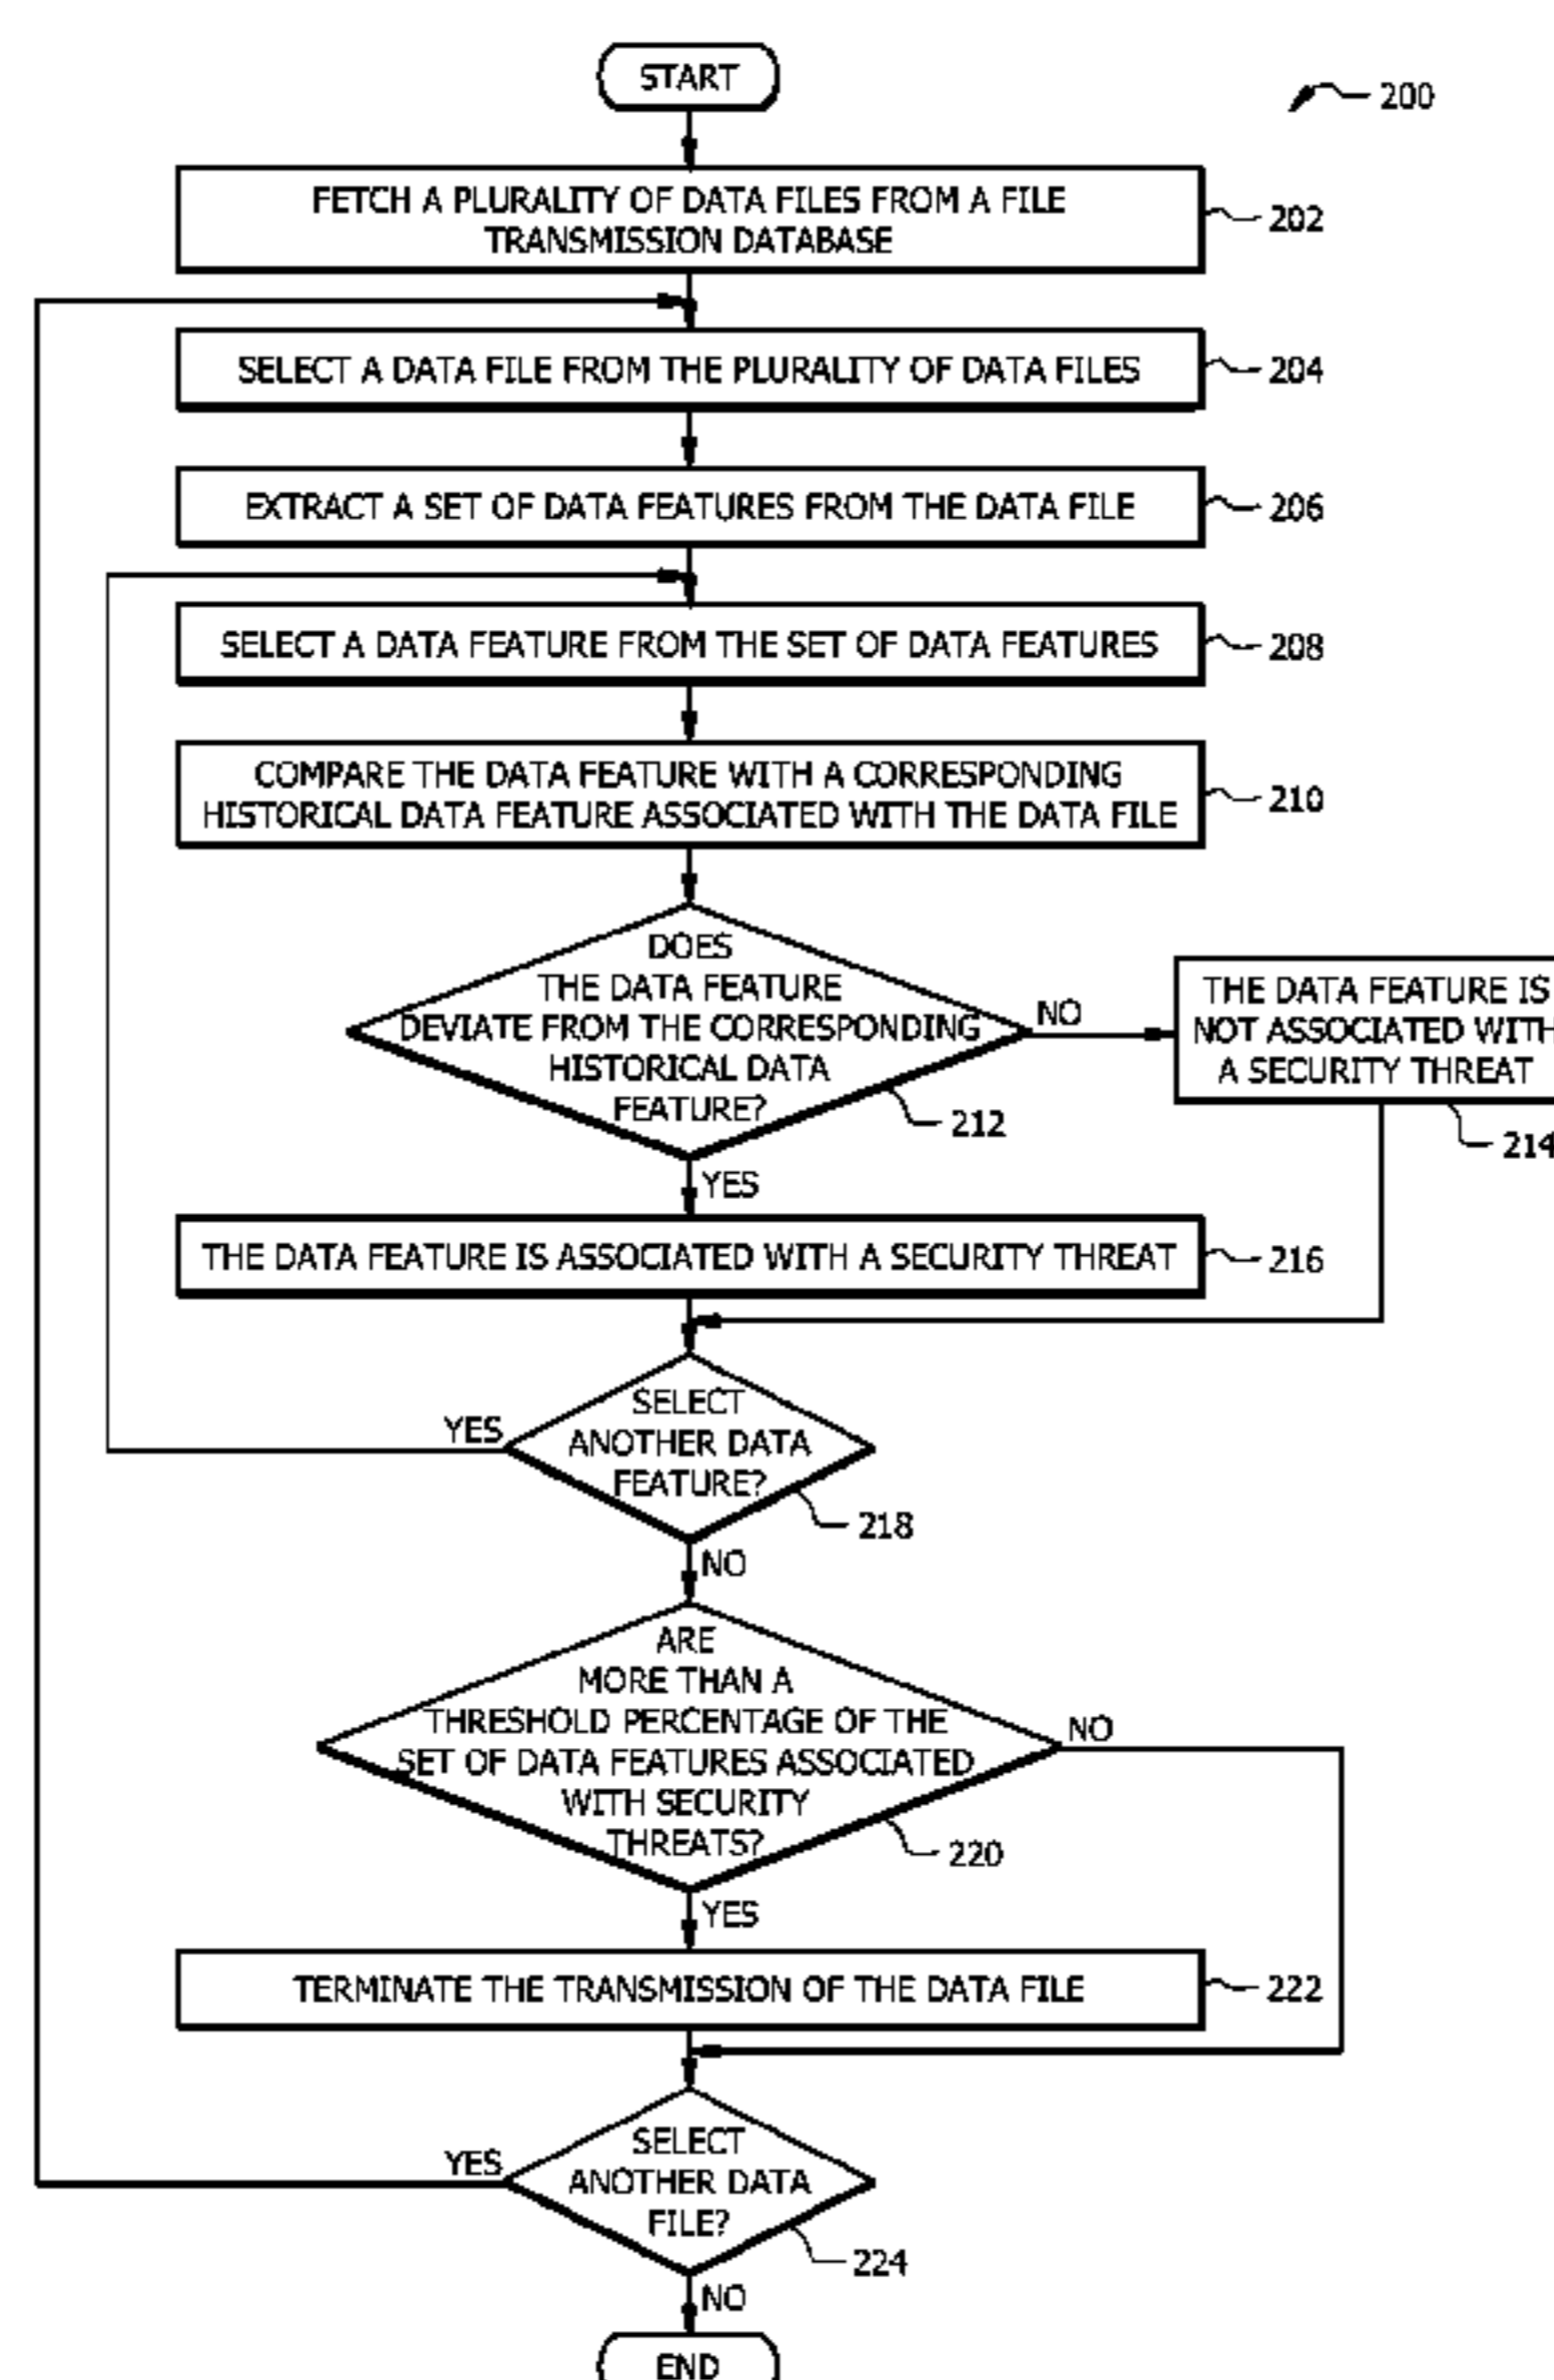 START
200
FETCH A PLURALITY OF DATA FILES FROM A FILE
TRANSMISSION DATABASE
202
SELECT A DATA FILE FROM THE PLURALITY OF DATA FILES
204
EXTRACT A SET OF DATA FEATURES FROM THE DATA FILE
206
SELECT A DATA FEATURE FROM THE SET OF DATA FEATURES
208
COMPARE THE DATA FEATURE WITH A CORRESPONDING
HISTORICAL DATA FEATURE ASSOCIATED WITH THE DATA FILE
210
DOES
THE DATA FEATURE
DEVIATE FROM THE CORRESPONDING
HISTORICAL DATA
FEATURE?
212
NO
THE DATA FEATURE IS
NOT ASSOCIATED WITH
A SECURITY THREAT
214
YES
THE DATA FEATURE IS ASSOCIATED WITH A SECURITY THREAT
216
SELECT
ANOTHER DATA
FEATURE?
218
YES
NO
ARE
MORE THAN A
THRESHOLD PERCENTAGE OF THE
SET OF DATA FEATURES ASSOCIATED
WITH SECURITY
THREATS?
220
NO
YES
TERMINATE THE TRANSMISSION OF THE DATA FILE
222
SELECT
ANOTHER DATA
FILE?
224
YES
NO
END